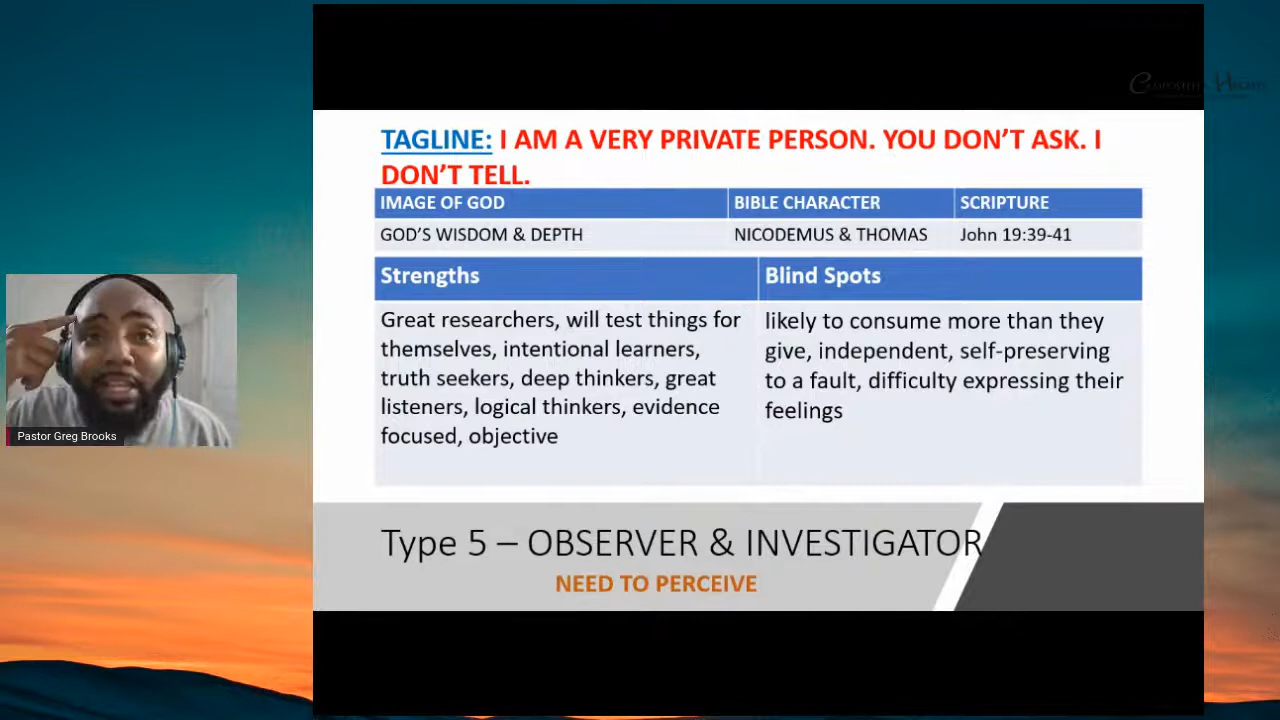 TAGLINE: I AM A VERY PRIVATE PERSON. YOU DON'T ASK. I
DON'T TELL.
IMAGE OF GOD BIBLE CHARACTER SCRIPTURE
GOD'S WISDOM & DEPTH NICODEMUS & THOMAS John 19:39-41
Strengths
Great researchers, will test things for
themselves, intentional learners,
truth seekers, deep thinkers, great
listeners, logical thinkers, evidence
focused, objective
Blind Spots
likely to consume more than they
give, independent, self-preserving
to a fault, difficulty expressing their
feelings
Type 5 – OBSERVER & INVESTIGATOR
NEED TO PERCEIVE
Pastor Greg Brooks